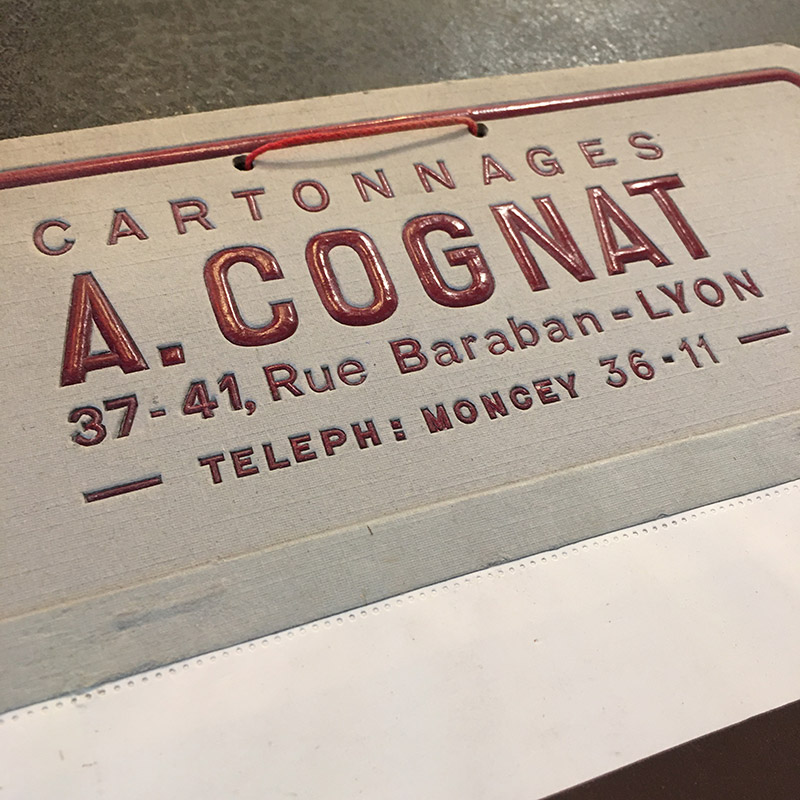 CARTONNAGES
A. COGNAT
37-41, Rue Baraban-LYON
— TELEPH: MONCEY 36-11 —